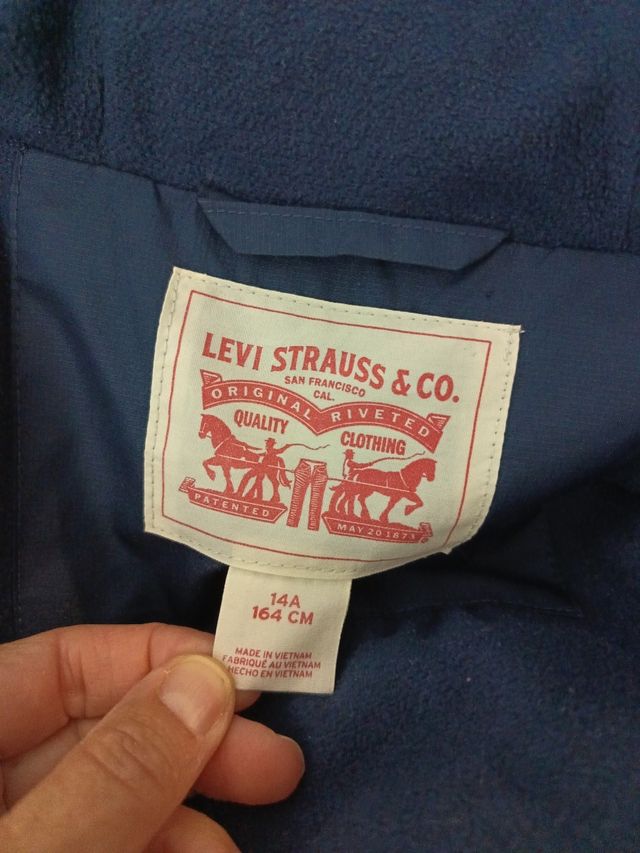 LEVI STRAUSS & CO.
SAN FRANCISCO
CAL.
ORIGINAL RIVETED
QUALITY CLOTHING
PATENTED
MAY 20 1873
14A
164 CM
MADE IN VIETNAM
FABRIQUÉ AU VIETNAM
HECHO EN VIETNAM